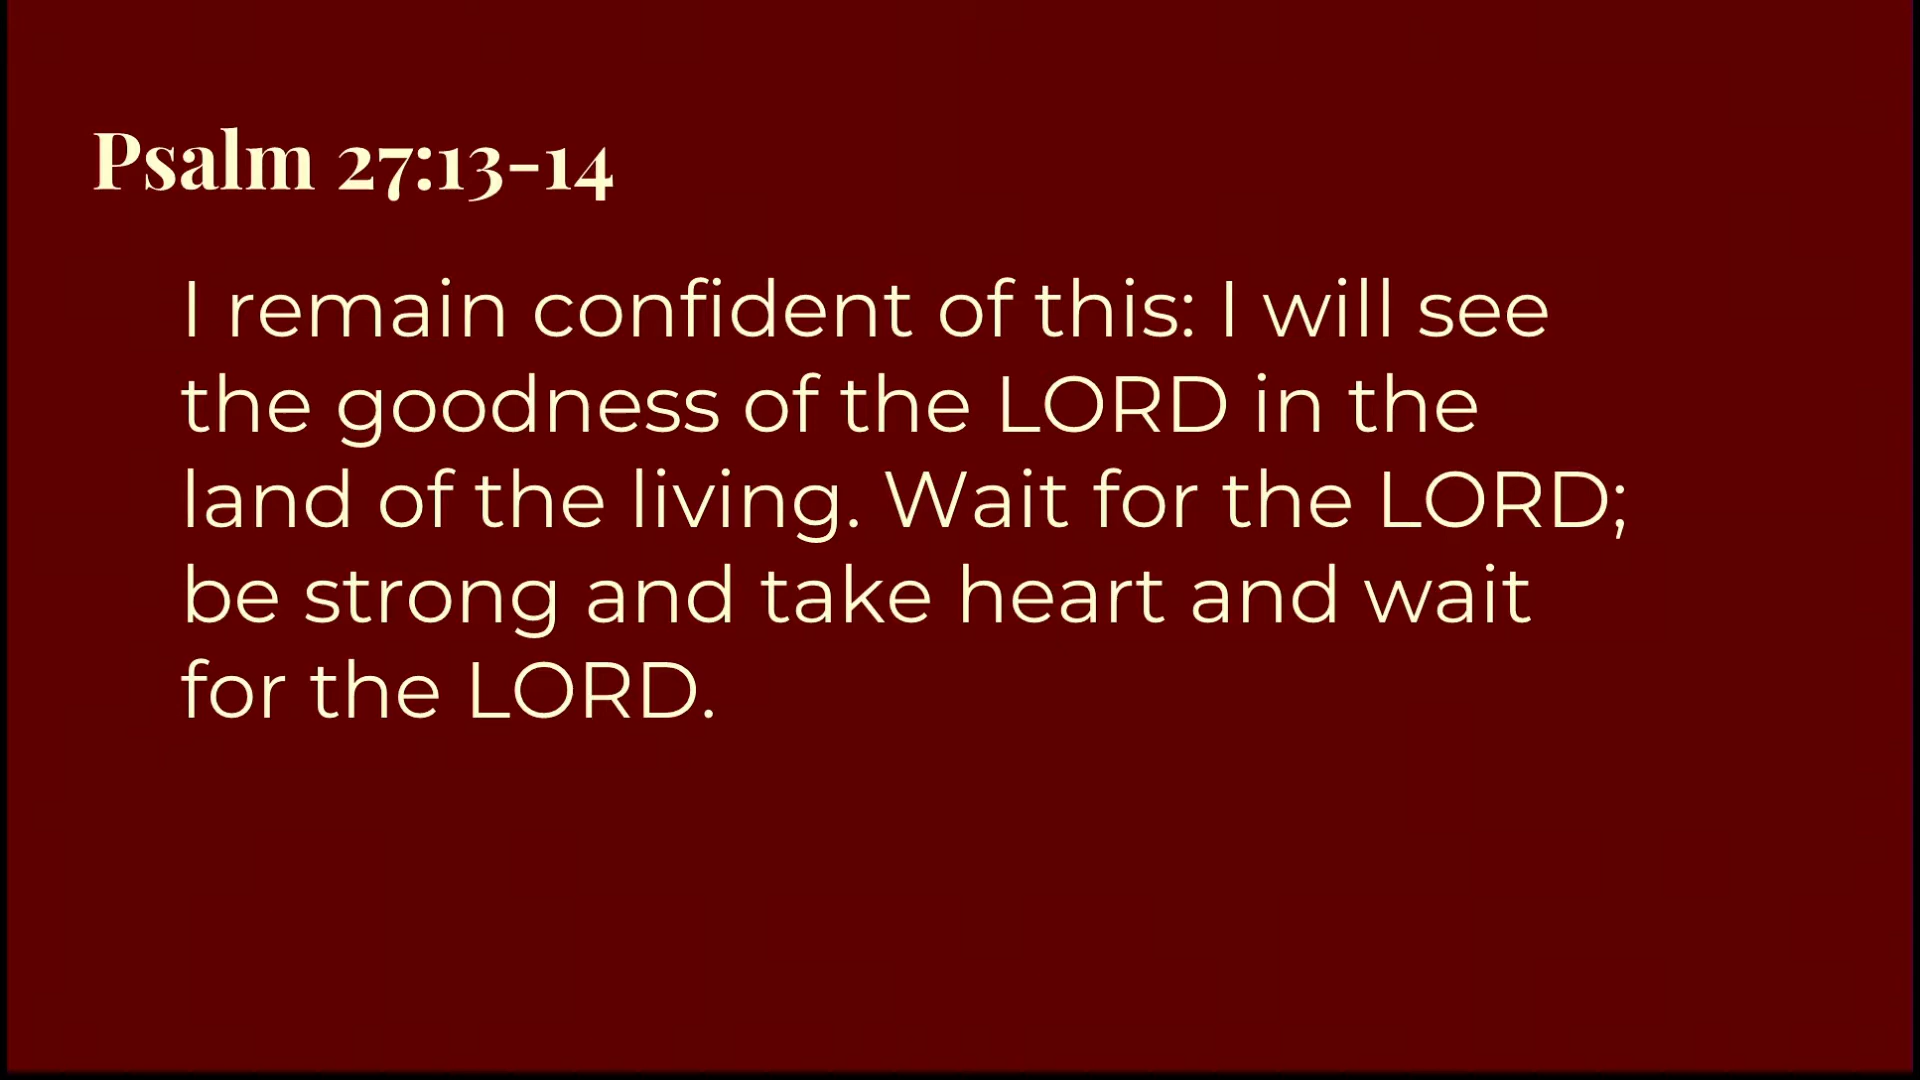 Psalm 27:13-14
I remain confident of this: I will see
the goodness of the LORD in the
land of the living. Wait for the LORD;
be strong and take heart and wait
for the LORD.